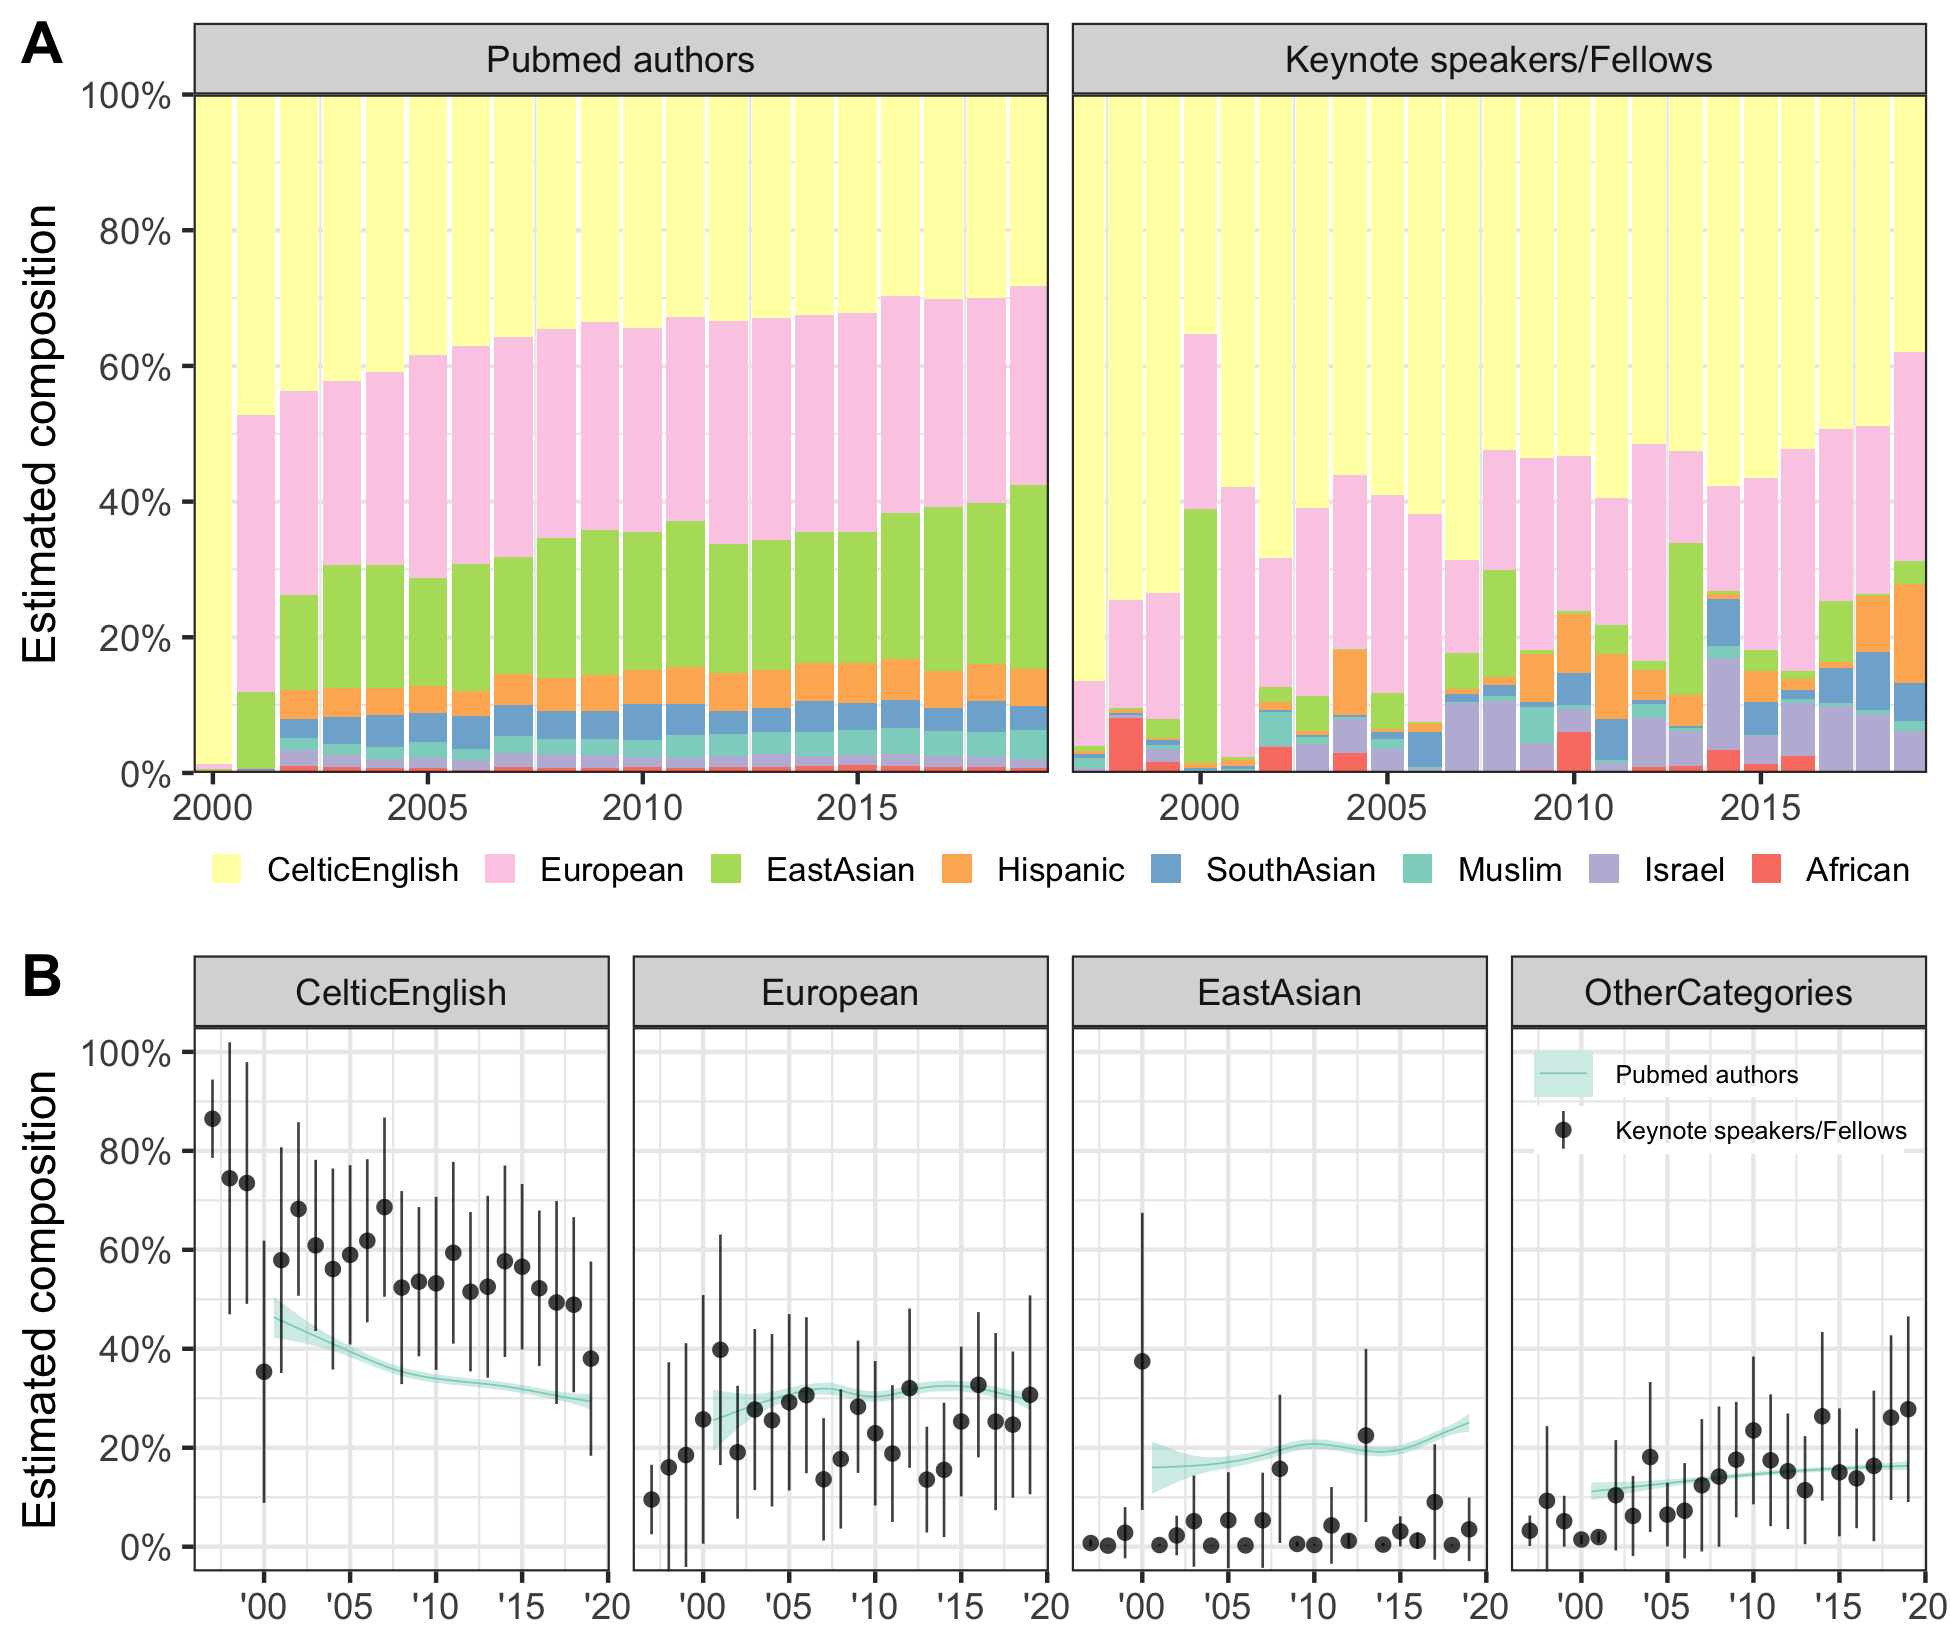 A
Pubmed authors
Keynote speakers/Fellows
Estimated composition
100%
80%
60%
40%
20%
0%
2000 2005 2010 2015
2000 2005 2010 2015
CelticEnglish European EastAsian Hispanic SouthAsian Muslim Israel African
B
CelticEnglish
European
EastAsian
OtherCategories
Estimated composition
100%
80%
60%
40%
20%
0%
Pubmed authors
Keynote speakers/Fellows
'00 '05 '10 '15 '20
'00 '05 '10 '15 '20
'00 '05 '10 '15 '20
'00 '05 '10 '15 '20